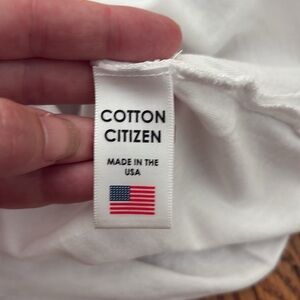 COTTON
CITIZEN
MADE IN THE
USA